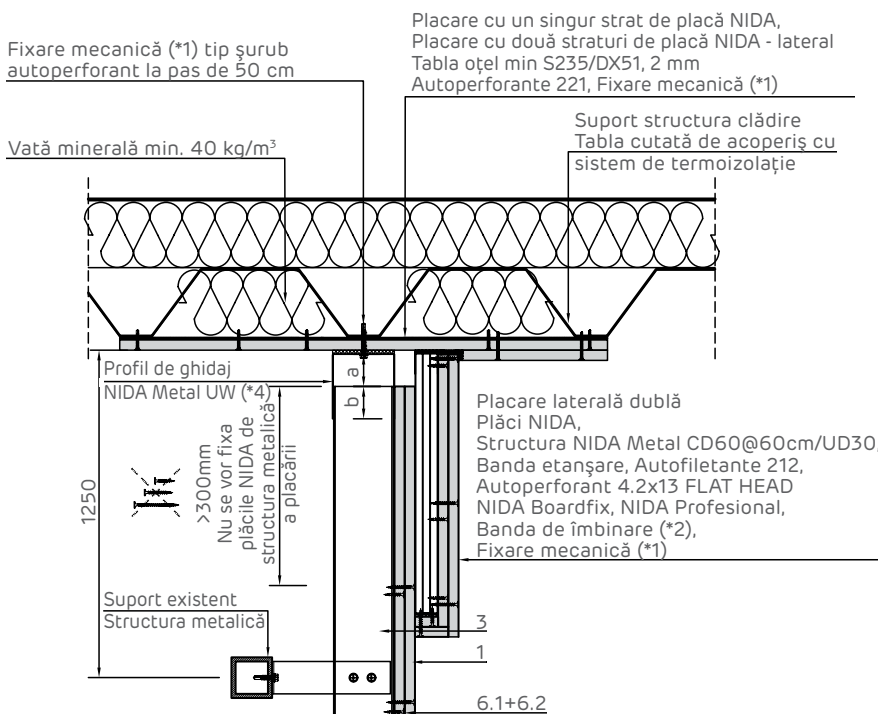 Fixare mecanică (*1) tip șurub
autoperforant la pas de 50 cm
Placare cu un singur strat de placă NIDA,
Placare cu două straturi de placă NIDA - lateral
Tabla oțel min S235/DX51, 2 mm
Autoperforante 221, Fixare mecanică (*1)
Vată minerală min. 40 kg/m³
Suport structura clădire
Tabla cutată de acoperiș cu
sistem de termoizolație
Profil de ghidaj
NIDA Metal UW (*4)
a
b
1250
>300mm
Nu se vor fixa
plăcile NIDA de
structura metalică
a placării
Placare laterală dublă
Plăci NIDA,
Structura NIDA Metal CD60@60cm/UD30,
Banda etanșare, Autofiletante 212,
Autoperforant 4.2x13 FLAT HEAD
NIDA Boardfix, NIDA Profesional,
Banda de îmbinare (*2),
Fixare mecanică (*1)
Suport existent
Structura metalică
3
1
6.1+6.2